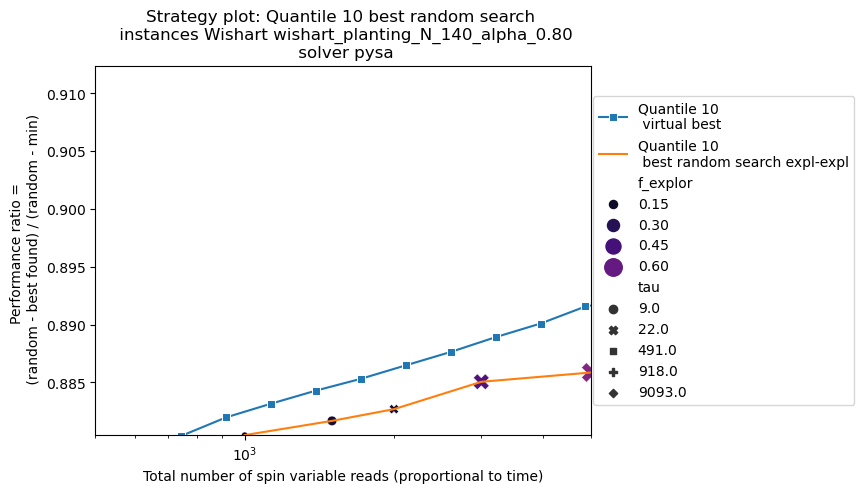 Strategy plot: Quantile 10 best random search
instances Wishart wishart_planting_N_140_alpha_0.80
solver pysa
Performance ratio =
(random - best found) / (random - min)
0.910
0.905
0.900
0.895
0.890
0.885
10^3
Total number of spin variable reads (proportional to time)
Quantile 10
virtual best
Quantile 10
best random search expl-expl
f_explor
0.15
0.30
0.45
0.60
tau
9.0
22.0
491.0
918.0
9093.0